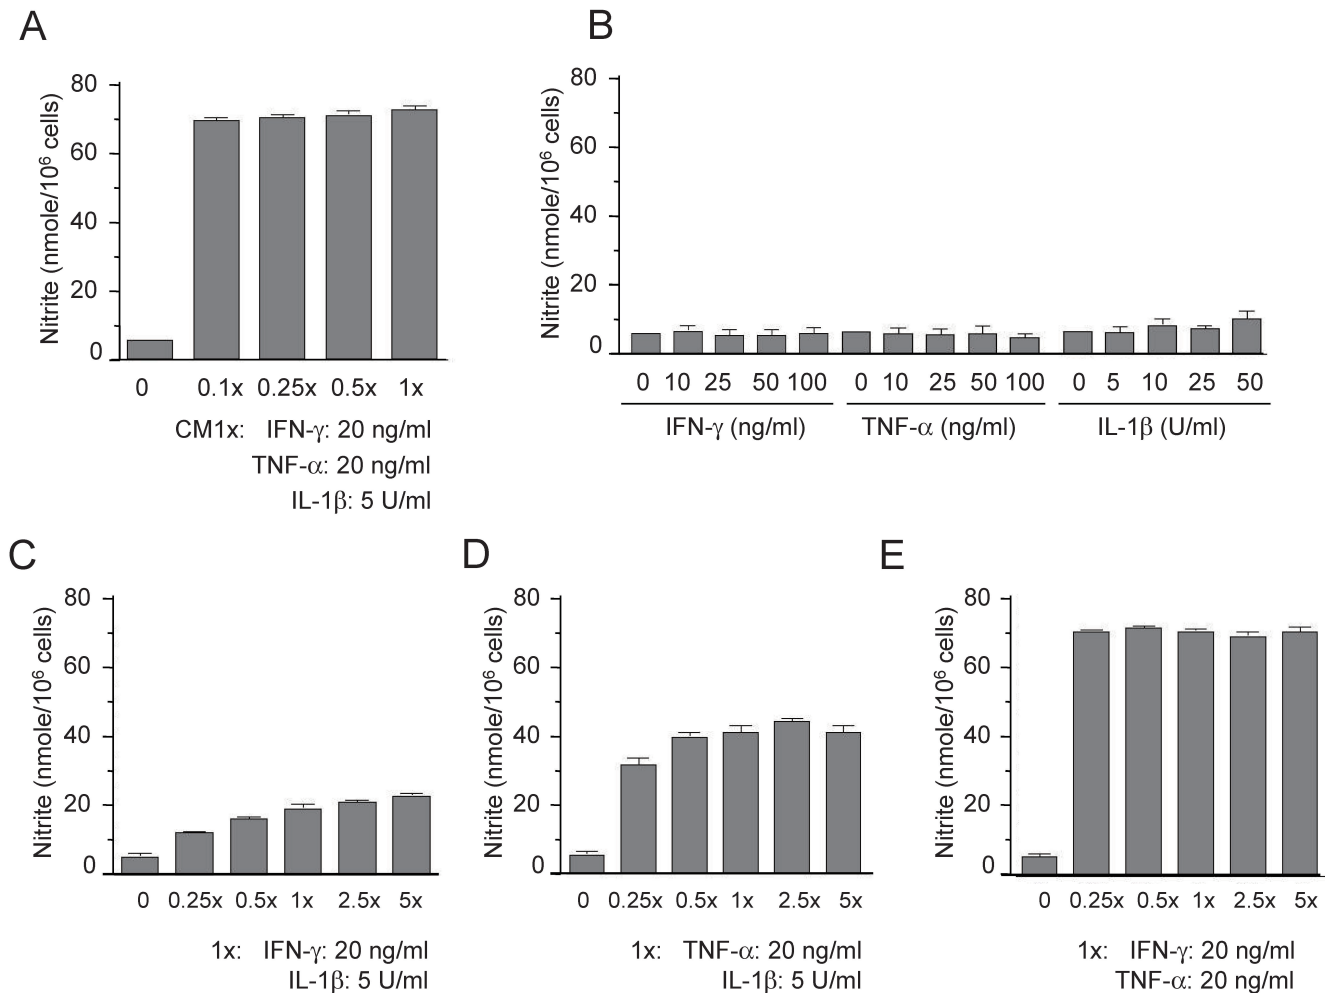 A
Nitrite (nmole/10⁶ cells)
80
60
40
20
0
0 0.1x 0.25x 0.5x 1x
CM1x: IFN-γ: 20 ng/ml
TNF-α: 20 ng/ml
IL-1β: 5 U/ml
B
Nitrite (nmole/10⁶ cells)
80
60
40
20
0
0 10 25 50 100 0 10 25 50 100 0 5 10 25 50
IFN-γ (ng/ml) TNF-α (ng/ml) IL-1β (U/ml)
C
Nitrite (nmole/10⁶ cells)
80
60
40
20
0
0 0.25x 0.5x 1x 2.5x 5x
1x: IFN-γ: 20 ng/ml
IL-1β: 5 U/ml
D
Nitrite (nmole/10⁶ cells)
80
60
40
20
0
0 0.25x 0.5x 1x 2.5x 5x
1x: TNF-α: 20 ng/ml
IL-1β: 5 U/ml
E
Nitrite (nmole/10⁶ cells)
80
60
40
20
0
0 0.25x 0.5x 1x 2.5x 5x
1x: IFN-γ: 20 ng/ml
TNF-α: 20 ng/ml